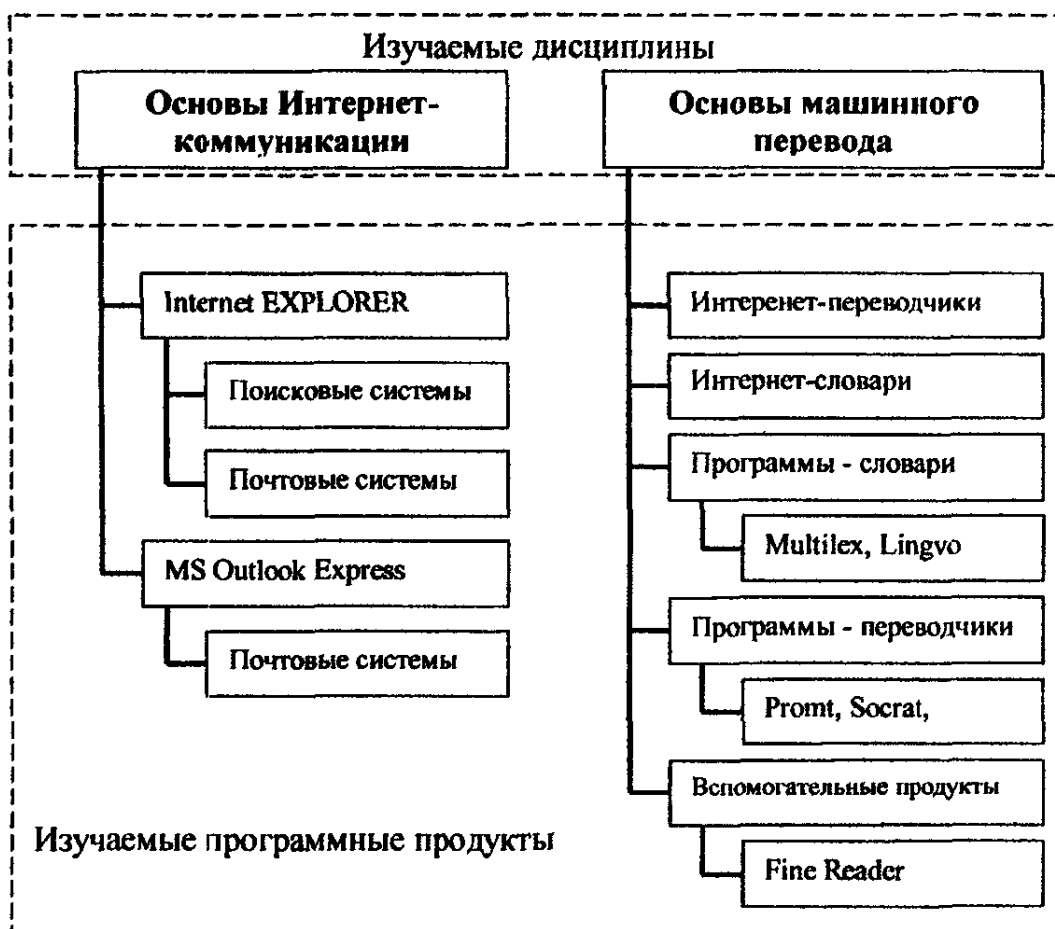 Изучаемые дисциплины
Основы Интернет-
коммуникации
Internet EXPLORER
Поисковые системы
Почтовые системы
MS Outlook Express
Почтовые системы
Основы машинного
перевода
Интеренет-переводчики
Интернет-словари
Программы - словари
Multilex, Lingvo
Программы - переводчики
Promt, Socrat,
Вспомогательные продукты
Fine Reader
Изучаемые программные продукты